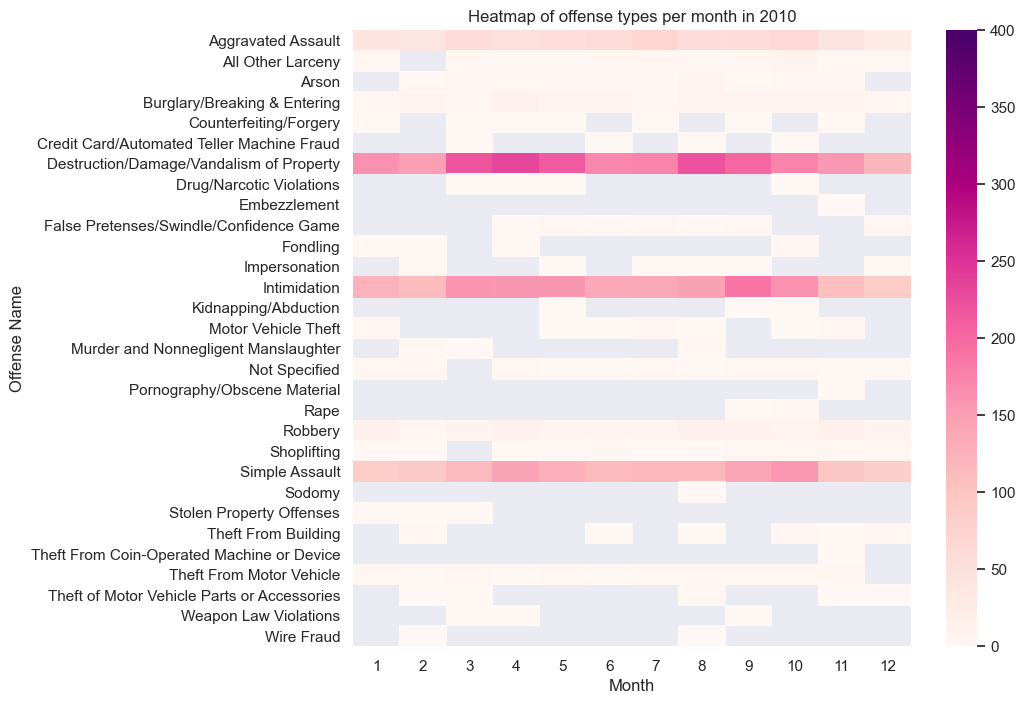 Heatmap of offense types per month in 2010
Offense Name
Aggravated Assault
All Other Larceny
Arson
Burglary/Breaking & Entering
Counterfeiting/Forgery
Credit Card/Automated Teller Machine Fraud
Destruction/Damage/Vandalism of Property
Drug/Narcotic Violations
Embezzlement
False Pretenses/Swindle/Confidence Game
Fondling
Impersonation
Intimidation
Kidnapping/Abduction
Motor Vehicle Theft
Murder and Nonnegligent Manslaughter
Not Specified
Pornography/Obscene Material
Rape
Robbery
Shoplifting
Simple Assault
Sodomy
Stolen Property Offenses
Theft From Building
Theft From Coin-Operated Machine or Device
Theft From Motor Vehicle
Theft of Motor Vehicle Parts or Accessories
Weapon Law Violations
Wire Fraud
1 2 3 4 5 6 7 8 9 10 11 12
Month
400
350
300
250
200
150
100
50
0